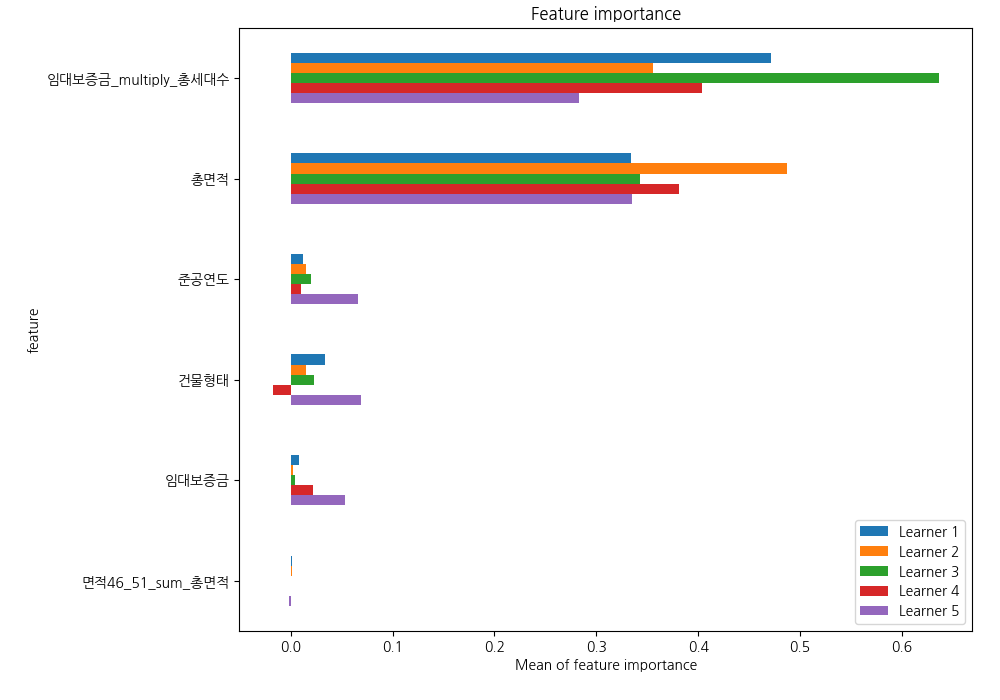 Feature importance
임대보증금_multiply_총세대수
총면적
준공연도
건물형태
임대보증금
면적46_51_sum_총면적
feature
Learner 1
Learner 2
Learner 3
Learner 4
Learner 5
0.0 0.1 0.2 0.3 0.4 0.5 0.6
Mean of feature importance